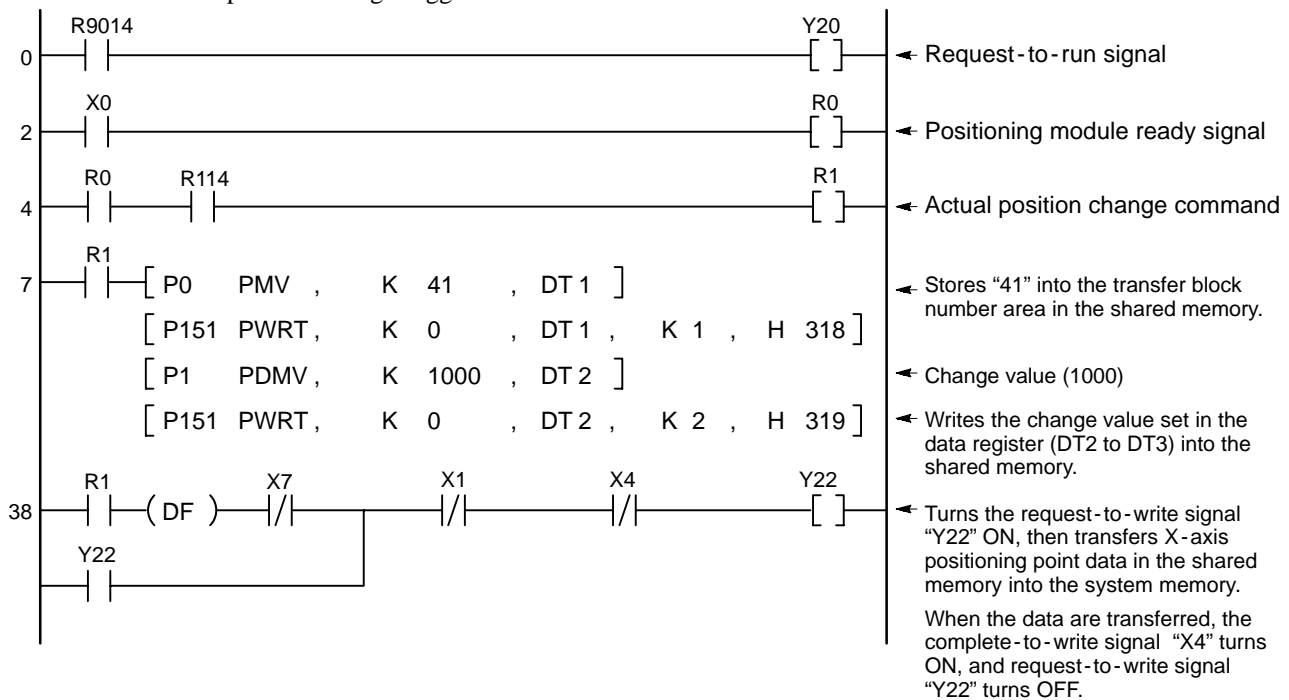 R9014 Y20
0 Request-to-run signal
X0 R0
2 Positioning module ready signal
R0 R114 R1
4 Actual position change command
R1
7 [ P0 PMV , K 41 , DT 1 ] Stores “41” into the transfer block
number area in the shared memory.
[ P151 PWRT , K 0 , DT 1 , K 1 , H 318 ]
[ P1 PDMV , K 1000 , DT 2 ] Change value (1000)
[ P151 PWRT , K 0 , DT 2 , K 2 , H 319 ] Writes the change value set in the
data register (DT2 to DT3) into the
shared memory.
R1 X7 X1 X4 Y22
38 ( DF ) Turns the request-to-write signal
“Y22” ON, then transfers X-axis
Y22 positioning point data in the shared
memory into the system memory.
When the data are transferred, the
complete-to-write signal “X4” turns
ON, and request-to-write signal
“Y22” turns OFF.